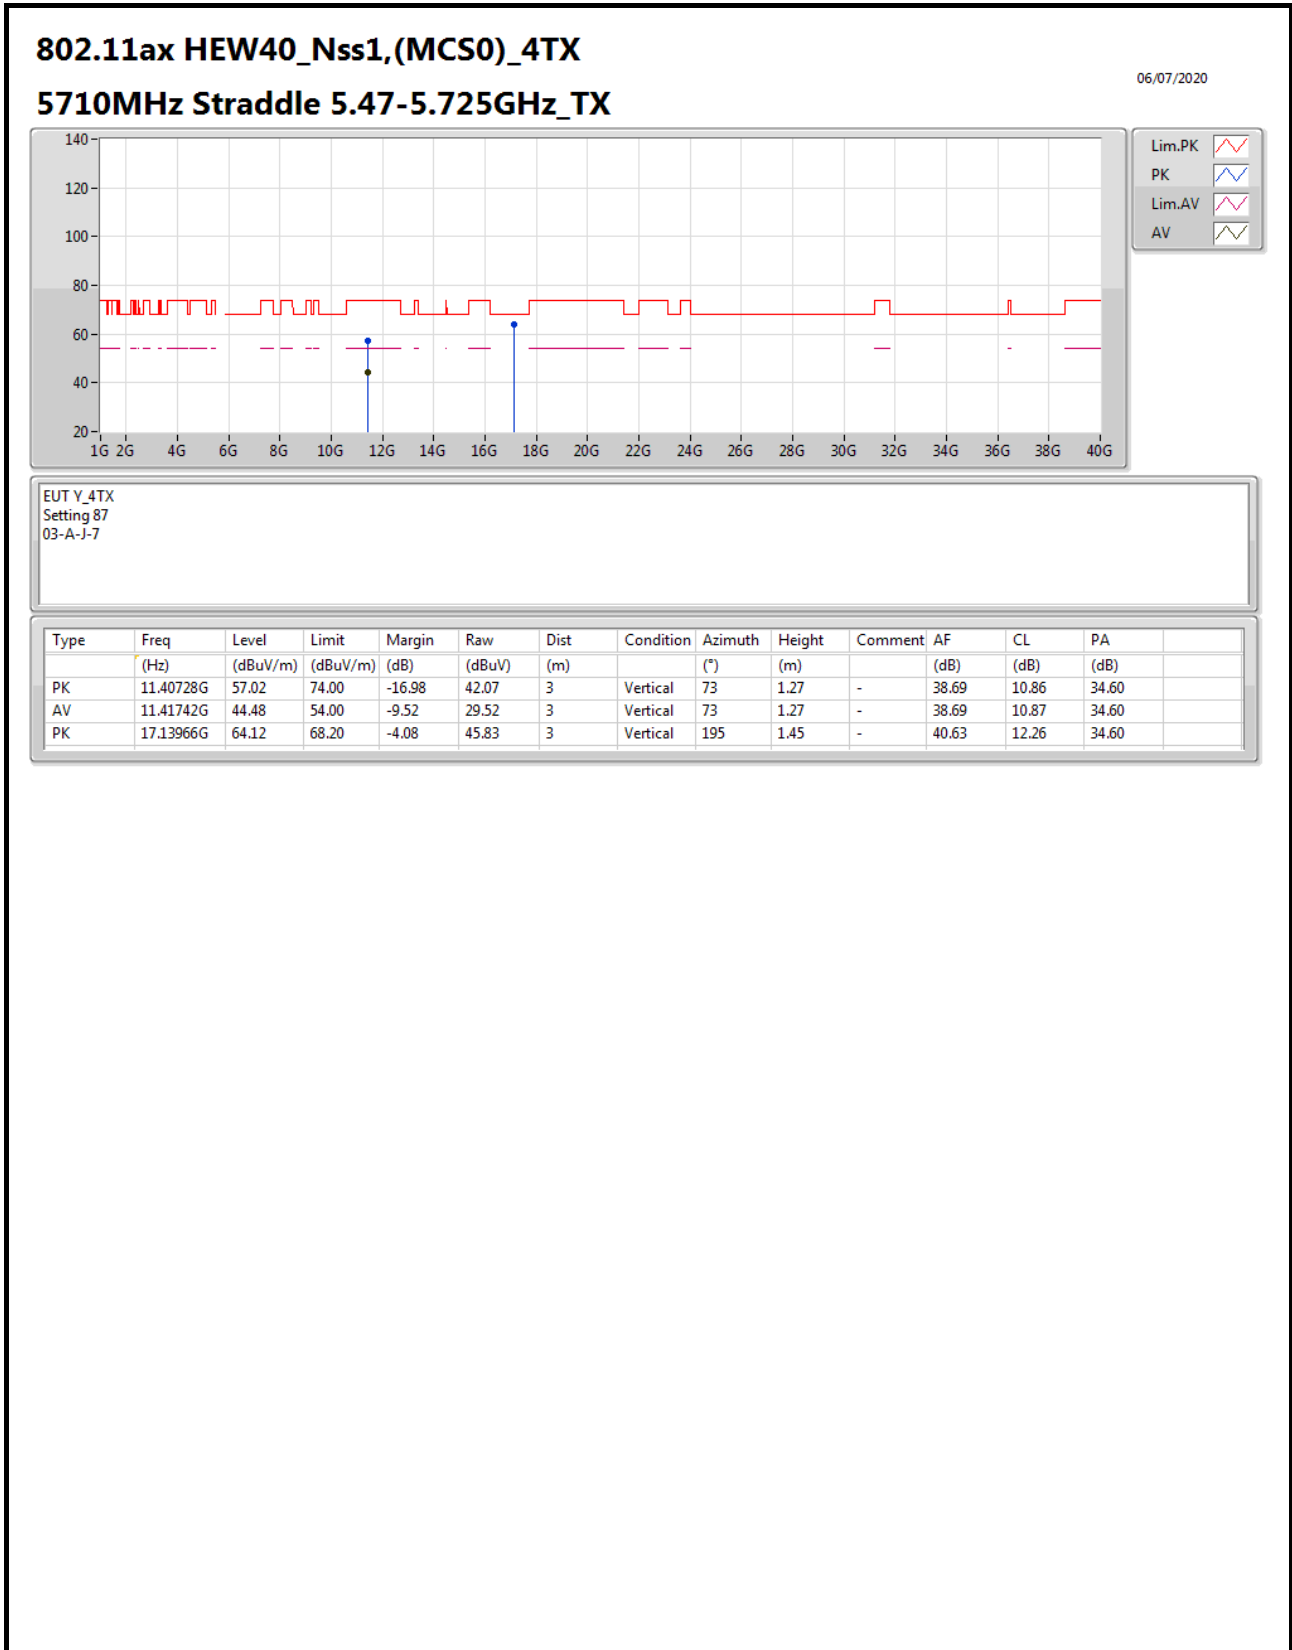 802.11ax HEW40_Nss1,(MCS0)_4TX
06/07/2020
5710MHz Straddle 5.47-5.725GHz_TX
140
120
100
80
60
40
20
1G 2G 4G 6G 8G 10G 12G 14G 16G 18G 20G 22G 24G 26G 28G 30G 32G 34G 36G 38G 40G
Lim.PK
PK
Lim.AV
AV
EUT Y_4TX
Setting 87
03-A-J-7
Type Freq Level Limit Margin Raw Dist Condition Azimuth Height Comment AF CL PA
(Hz) (dBuV/m) (dBuV/m) (dB) (dBuV) (m) (°) (m) (dB) (dB) (dB)
PK 11.40728G 57.02 74.00 -16.98 42.07 3 Vertical 73 1.27 - 38.69 10.86 34.60
AV 11.41742G 44.48 54.00 -9.52 29.52 3 Vertical 73 1.27 - 38.69 10.87 34.60
PK 17.13966G 64.12 68.20 -4.08 45.83 3 Vertical 195 1.45 - 40.63 12.26 34.60